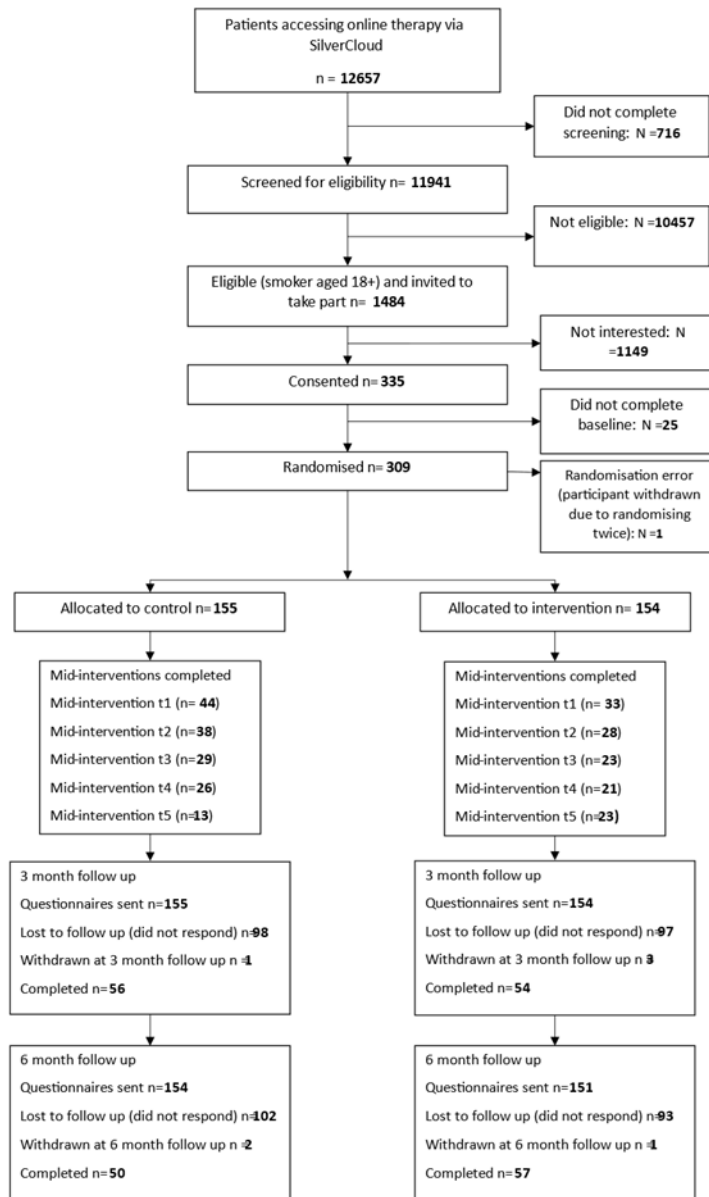 Patients accessing online therapy via
SilverCloud
n = 12657
Did not complete
screening: N =716
Screened for eligibility n= 11941
Not eligible: N =10457
Eligible (smoker aged 18+) and invited to
take part n= 1484
Not interested: N
=1149
Consented n= 335
Did not complete
baseline: N =25
Randomised n= 309
Randomisation error
(participant withdrawn
due to randomising
twice): N =1
Allocated to control n= 155
Allocated to intervention n= 154
Mid-interventions completed
Mid-intervention t1 (n= 44)
Mid-intervention t2 (n=38)
Mid-intervention t3 (n=29)
Mid-intervention t4 (n=26)
Mid-intervention t5 (n=13)
Mid-interventions completed
Mid-intervention t1 (n= 33)
Mid-intervention t2 (n=28)
Mid-intervention t3 (n=23)
Mid-intervention t4 (n=21)
Mid-intervention t5 (n=23)
3 month follow up
Questionnaires sent n=155
Lost to follow up (did not respond) n=98
Withdrawn at 3 month follow up n =1
Completed n=56
3 month follow up
Questionnaires sent n=154
Lost to follow up (did not respond) n=97
Withdrawn at 3 month follow up n =3
Completed n=54
6 month follow up
Questionnaires sent n=154
Lost to follow up (did not respond) n=102
Withdrawn at 6 month follow up n =2
Completed n=50
6 month follow up
Questionnaires sent n=151
Lost to follow up (did not respond) n=93
Withdrawn at 6 month follow up n =1
Completed n=57